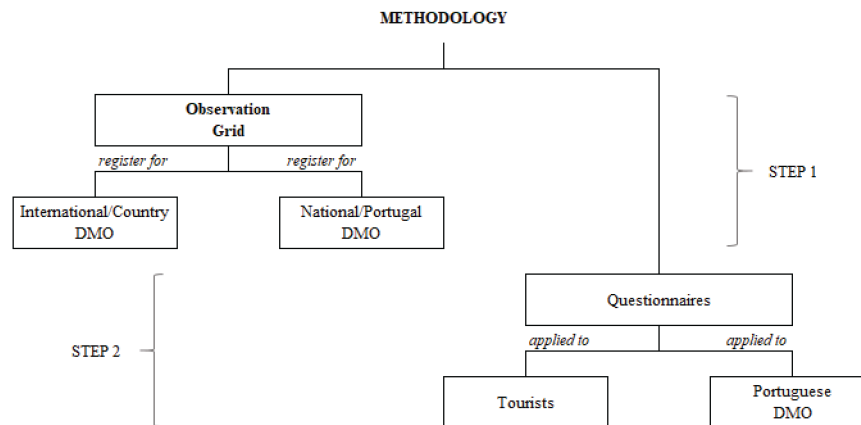 METHODOLOGY
Observation
Grid
register for
register for
STEP 1
International/Country
DMO
National/Portugal
DMO
Questionnaires
STEP 2
applied to
applied to
Tourists
Portuguese
DMO